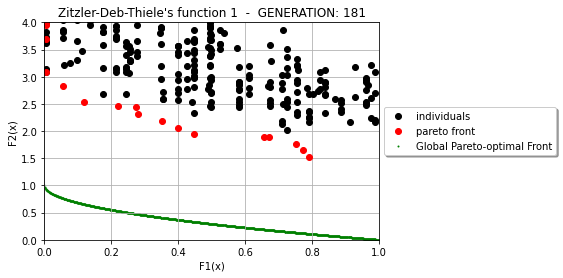 Zitzler-Deb-Thiele's function 1 - GENERATION: 181
4.0
3.5
3.0
2.5
2.0
1.5
1.0
0.5
0.0
F2(x)
0.0 0.2 0.4 0.6 0.8 1.0
F1(x)
individuals
pareto front
Global Pareto-optimal Front